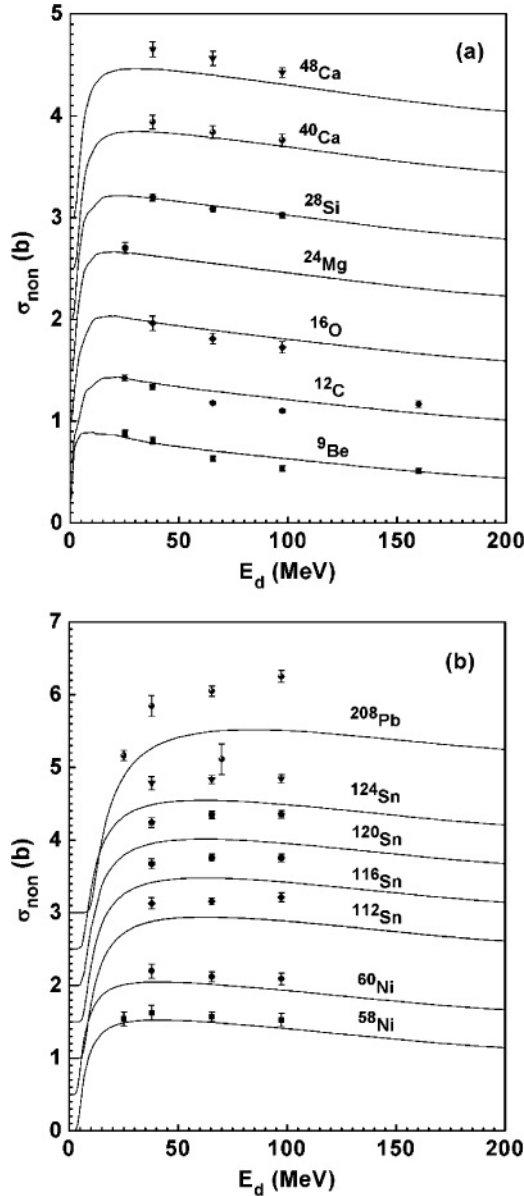 5
(a)
⁴⁸Ca
4
⁴⁰Ca
σnon (b)
3
²⁸Si
²⁴Mg
2
¹⁶O
¹²C
1
⁹Be
0
0 50 100 150 200
E_d (MeV)
7
(b)
6
²⁰⁸Pb
5
¹²⁴Sn
σnon (b)
4
¹²⁰Sn
¹¹⁶Sn
3
¹¹²Sn
2
⁶⁰Ni
⁵⁸Ni
1
0
0 50 100 150 200
E_d (MeV)